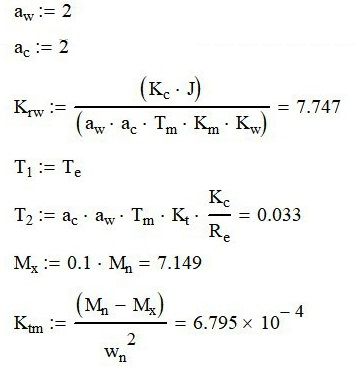 a_w := 2
a_c := 2
K_rw := (K_c · J) / (a_w · a_c · T_m · K_m · K_w) = 7.747
T_1 := T_e
T_2 := a_c · a_w · T_m · K_t · K_c / R_e = 0.033
M_x := 0.1 · M_n = 7.149
K_tm := (M_n − M_x) / w_n^2 = 6.795 × 10^−4